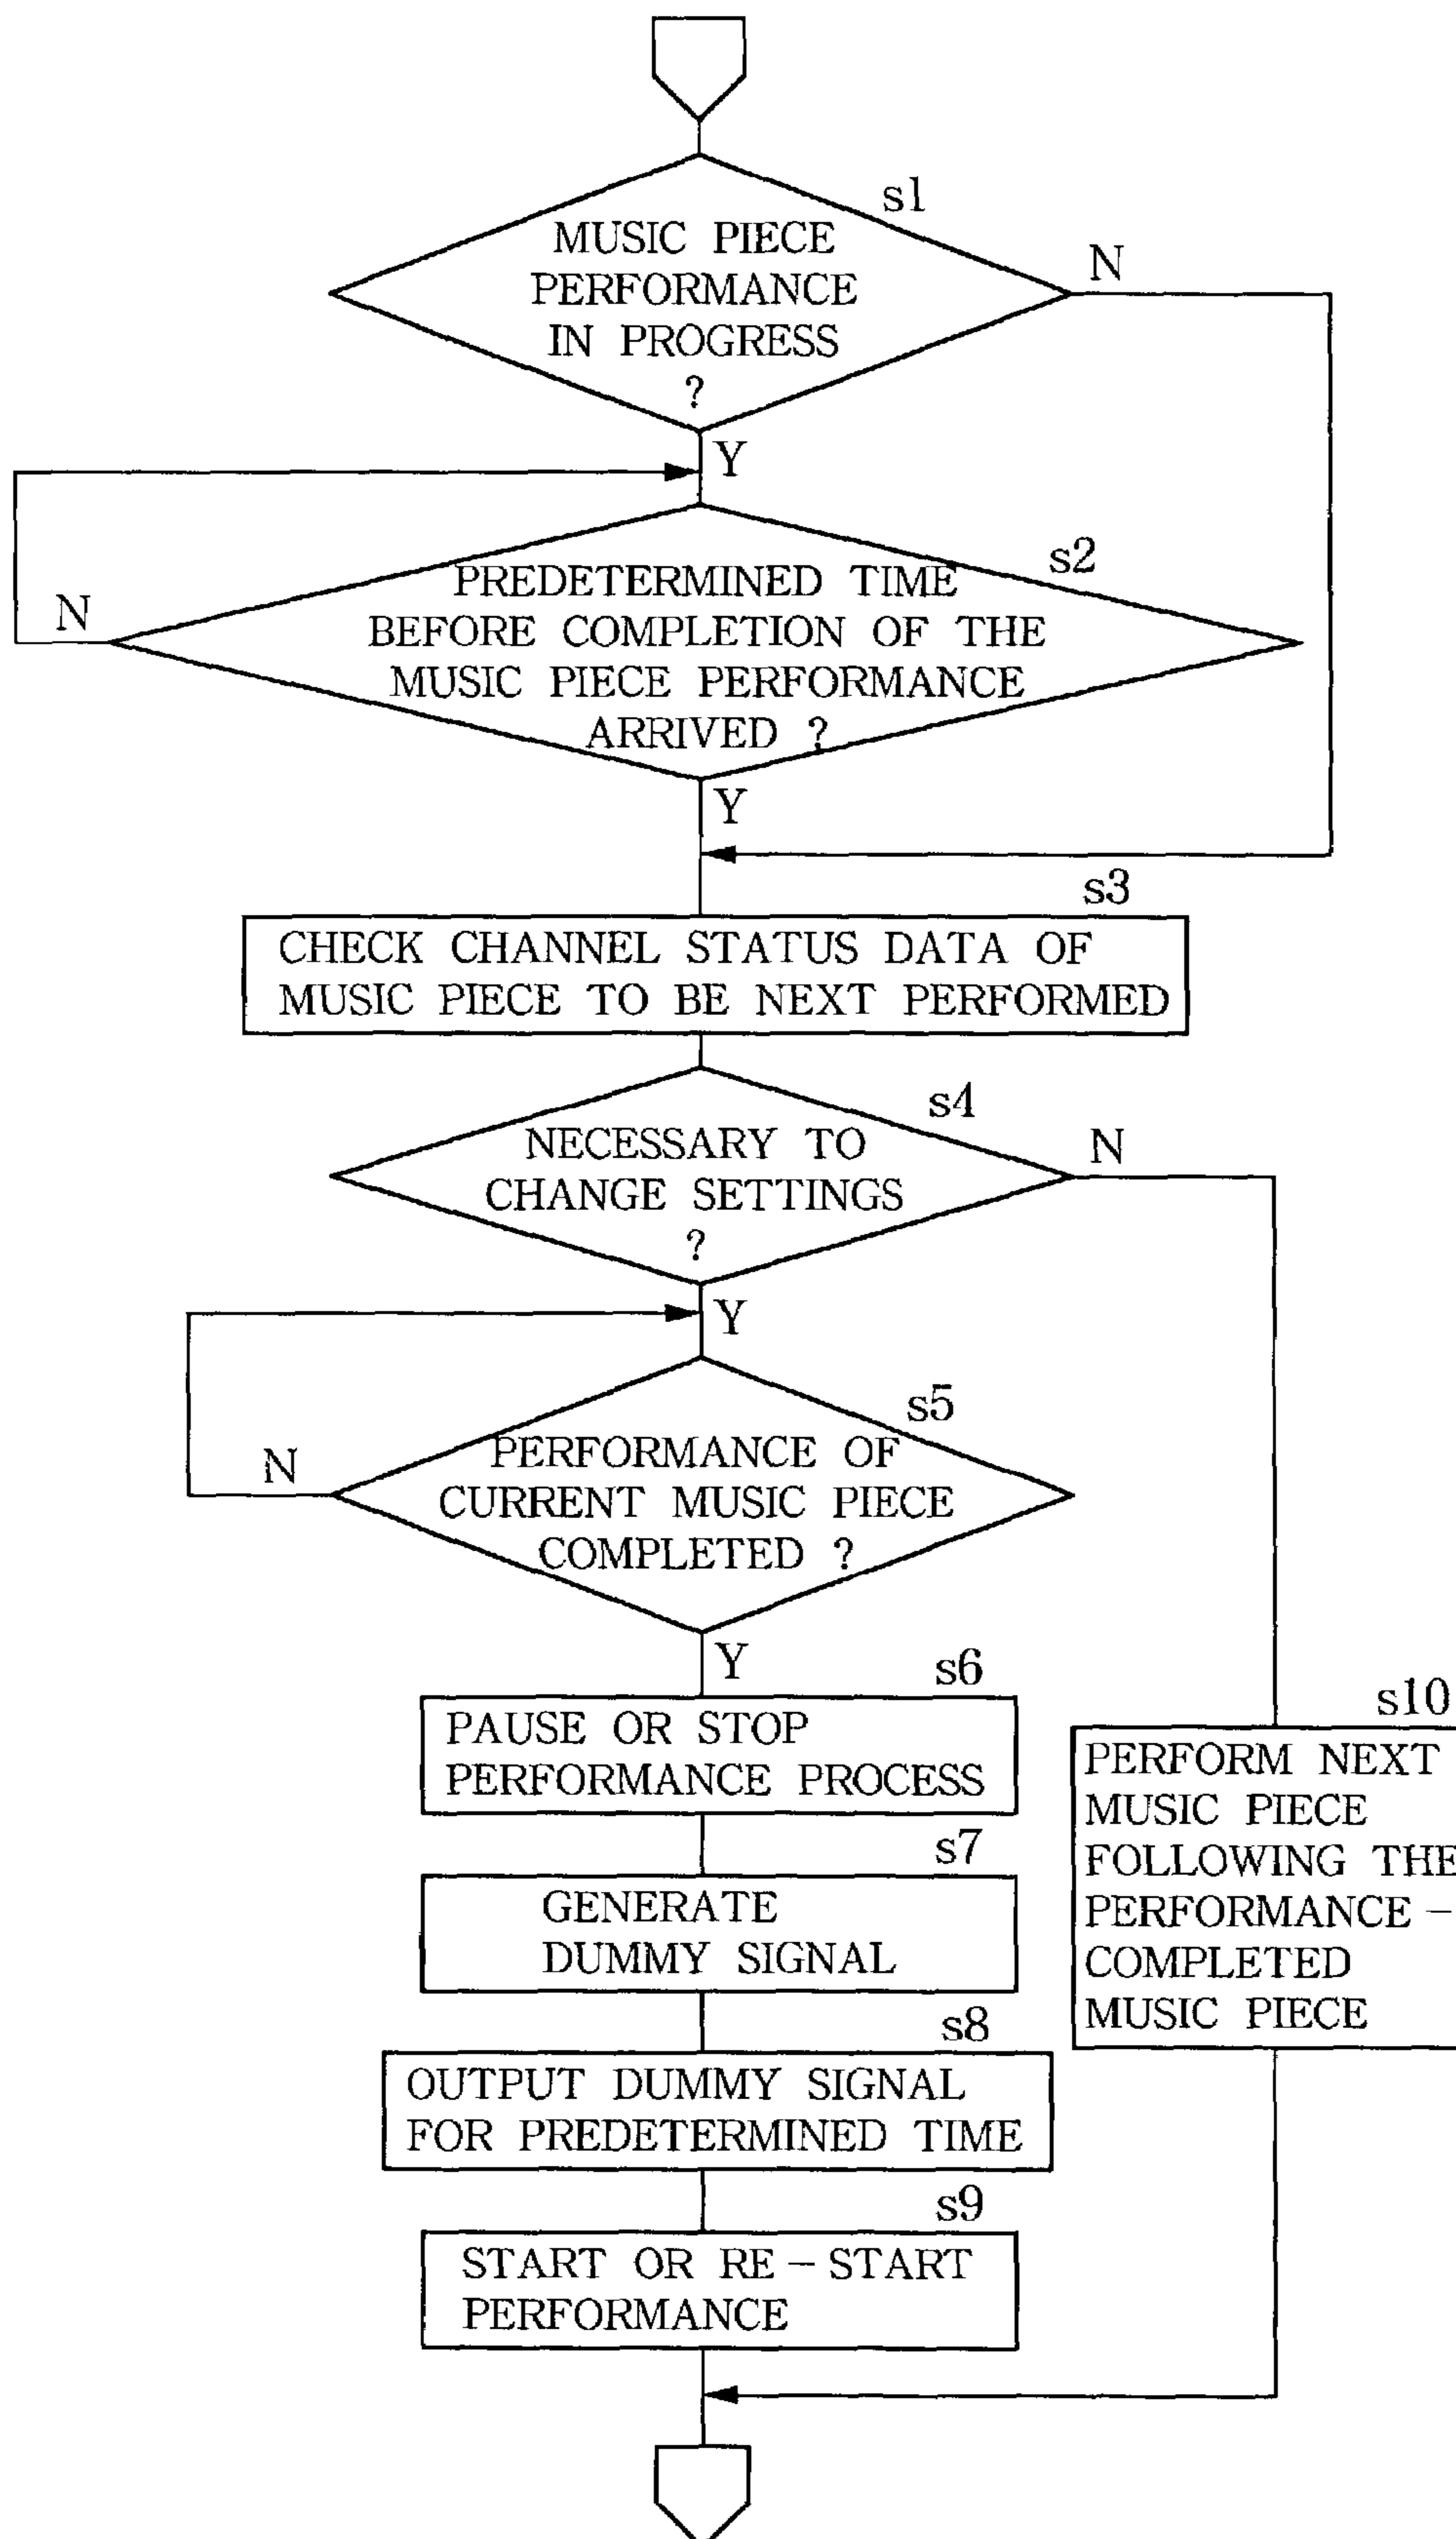 s1
MUSIC PIECE
PERFORMANCE
IN PROGRESS
?
N
Y
s2
PREDETERMINED TIME
BEFORE COMPLETION OF THE
MUSIC PIECE PERFORMANCE
ARRIVED ?
N
Y
s3
CHECK CHANNEL STATUS DATA OF
MUSIC PIECE TO BE NEXT PERFORMED
s4
NECESSARY TO
CHANGE SETTINGS
?
N
Y
s5
PERFORMANCE OF
CURRENT MUSIC PIECE
COMPLETED ?
N
Y
s6
PAUSE OR STOP
PERFORMANCE PROCESS
s7
GENERATE
DUMMY SIGNAL
s8
OUTPUT DUMMY SIGNAL
FOR PREDETERMINED TIME
s9
START OR RE-START
PERFORMANCE
s10
PERFORM NEXT
MUSIC PIECE
FOLLOWING THE
PERFORMANCE-
COMPLETED
MUSIC PIECE